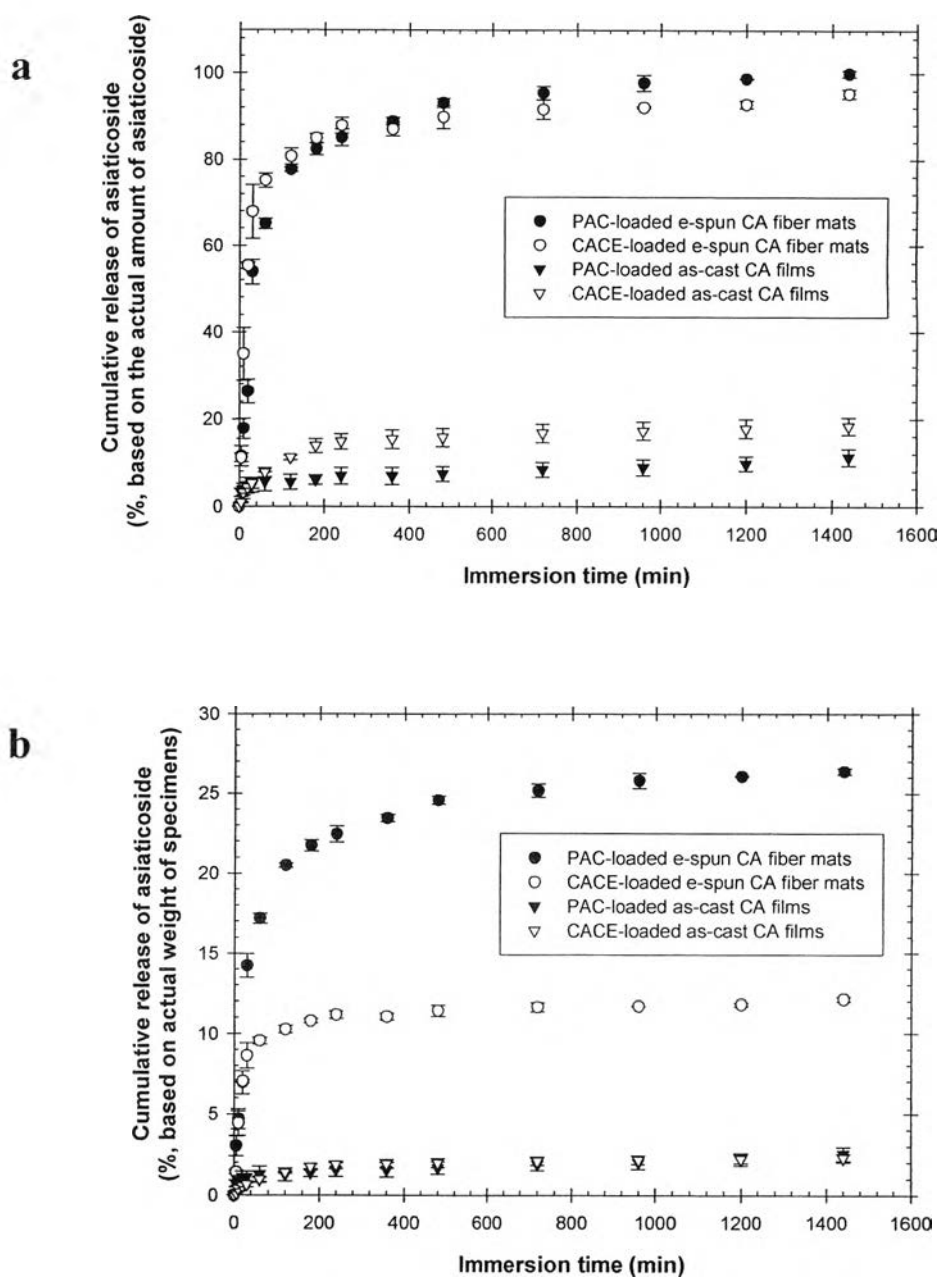 a
Cumulative release of asiaticoside
(%, based on the actual amount of asiaticoside)
100
80
60
40
20
0
PAC-loaded e-spun CA fiber mats
CACE-loaded e-spun CA fiber mats
PAC-loaded as-cast CA films
CACE-loaded as-cast CA films
0 200 400 600 800 1000 1200 1400 1600
Immersion time (min)
b
Cumulative release of asiaticoside
(%, based on actual weight of specimens)
30
25
20
15
10
5
0
PAC-loaded e-spun CA fiber mats
CACE-loaded e-spun CA fiber mats
PAC-loaded as-cast CA films
CACE-loaded as-cast CA films
0 200 400 600 800 1000 1200 1400 1600
Immersion time (min)